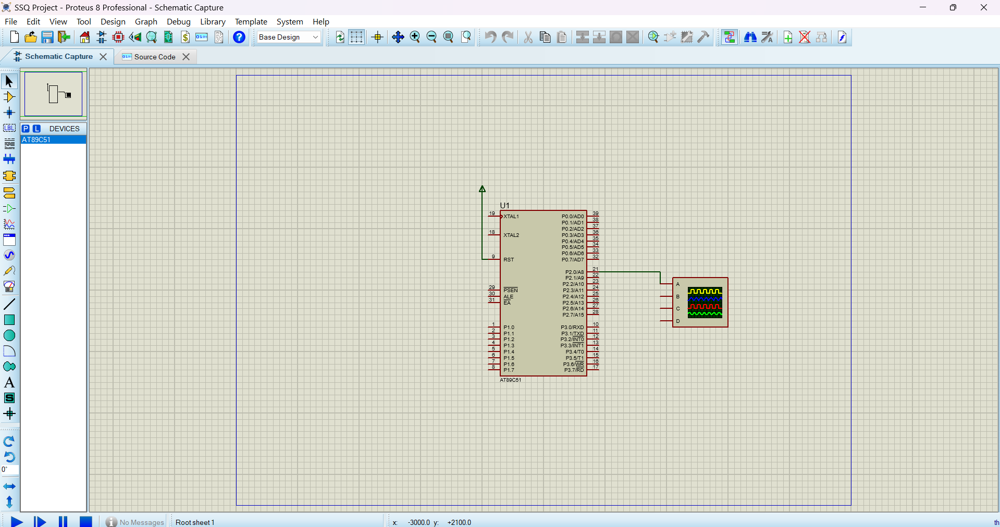 SSQ Project - Proteus 8 Professional - Schematic Capture
File Edit View Tool Design Graph Debug Library Template System Help
Base Design
Schematic Capture
Source Code
P L DEVICES
AT89C51
LBL
A
S
0°
U1
19 XTAL1
18 XTAL2
9 RST
29 PSEN
30 ALE
31 EA
1 P1.0
2 P1.1
3 P1.2
4 P1.3
5 P1.4
6 P1.5
7 P1.6
8 P1.7
P0.0/AD0 39
P0.1/AD1 38
P0.2/AD2 37
P0.3/AD3 36
P0.4/AD4 35
P0.5/AD5 34
P0.6/AD6 33
P0.7/AD7 32
P2.0/A8 21
P2.1/A9 22
P2.2/A10 23
P2.3/A11 24
P2.4/A12 25
P2.5/A13 26
P2.6/A14 27
P2.7/A15 28
P3.0/RXD 10
P3.1/TXD 11
P3.2/INT0 12
P3.3/INT1 13
P3.4/T0 14
P3.5/T1 15
P3.6/WR 16
P3.7/RD 17
AT89C51
A
B
C
D
No Messages
Root sheet 1
x: -3000.0 y: +2100.0
th